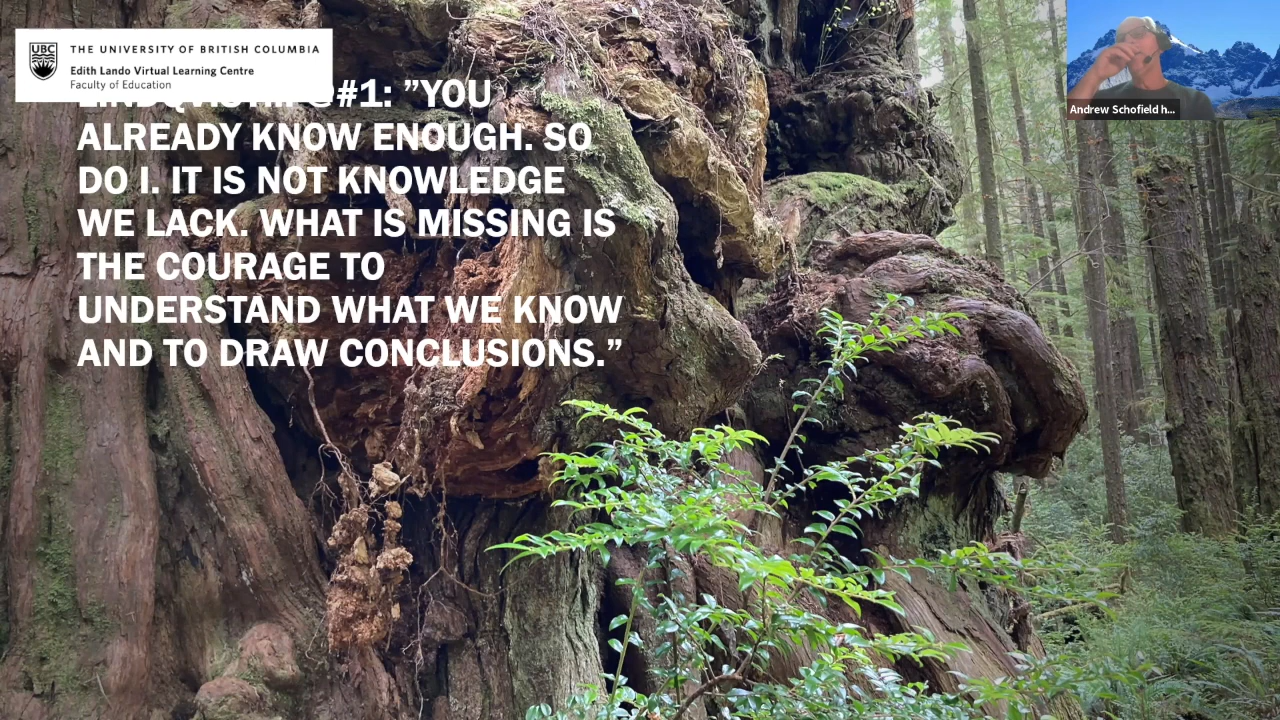 UBC
THE UNIVERSITY OF BRITISH COLUMBIA
Edith Lando Virtual Learning Centre
Faculty of Education
#1: ”YOU
ALREADY KNOW ENOUGH. SO
DO I. IT IS NOT KNOWLEDGE
WE LACK. WHAT IS MISSING IS
THE COURAGE TO
UNDERSTAND WHAT WE KNOW
AND TO DRAW CONCLUSIONS.”
Andrew Schofield h...